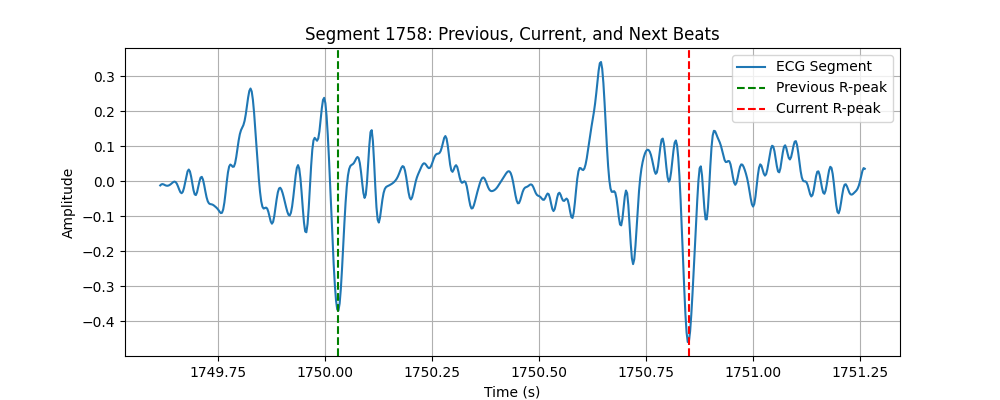 Segment 1758: Previous, Current, and Next Beats
ECG Segment
Previous R-peak
Current R-peak
Amplitude
0.3
0.2
0.1
0.0
−0.1
−0.2
−0.3
−0.4
1749.75 1750.00 1750.25 1750.50 1750.75 1751.00 1751.25
Time (s)